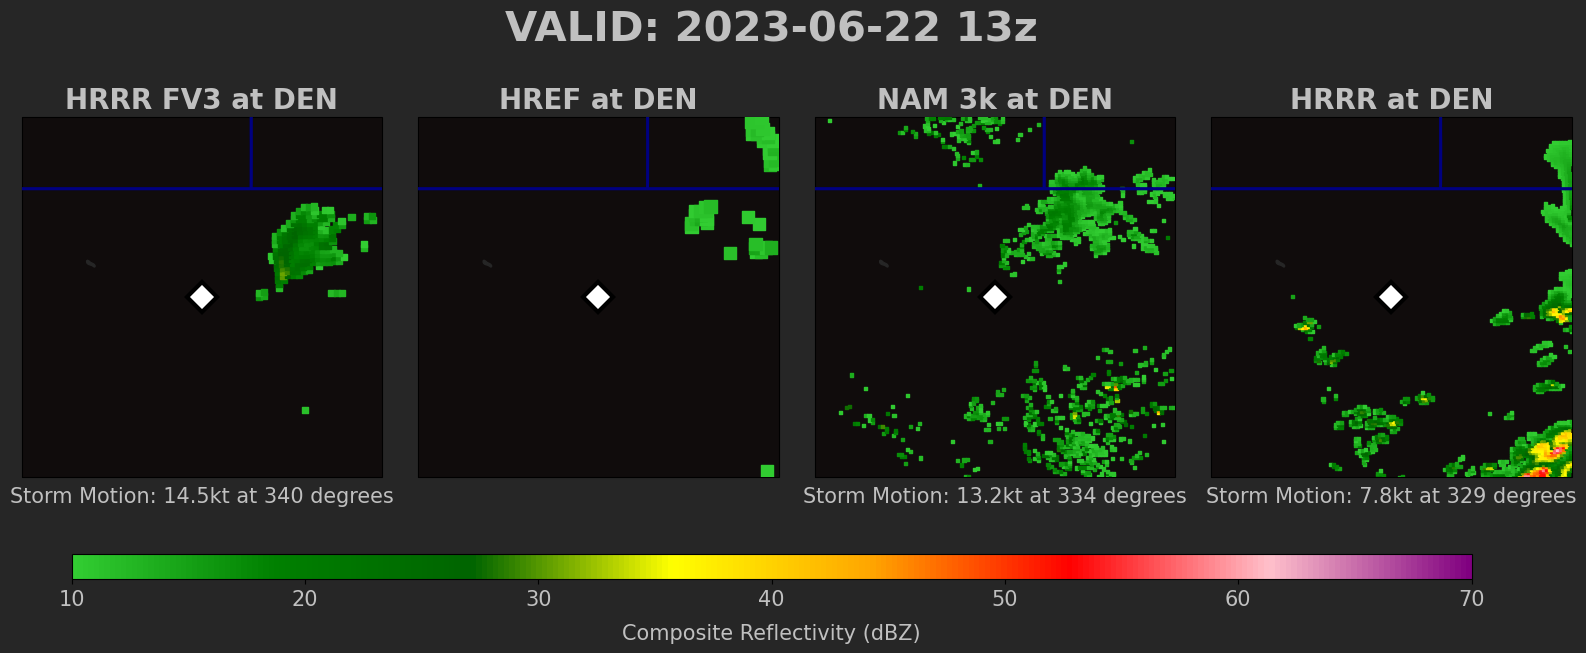 VALID: 2023-06-22 13z
HRRR FV3 at DEN
HREF at DEN
NAM 3k at DEN
HRRR at DEN
Storm Motion: 14.5kt at 340 degrees
Storm Motion: 13.2kt at 334 degrees
Storm Motion: 7.8kt at 329 degrees
10 20 30 40 50 60 70
Composite Reflectivity (dBZ)